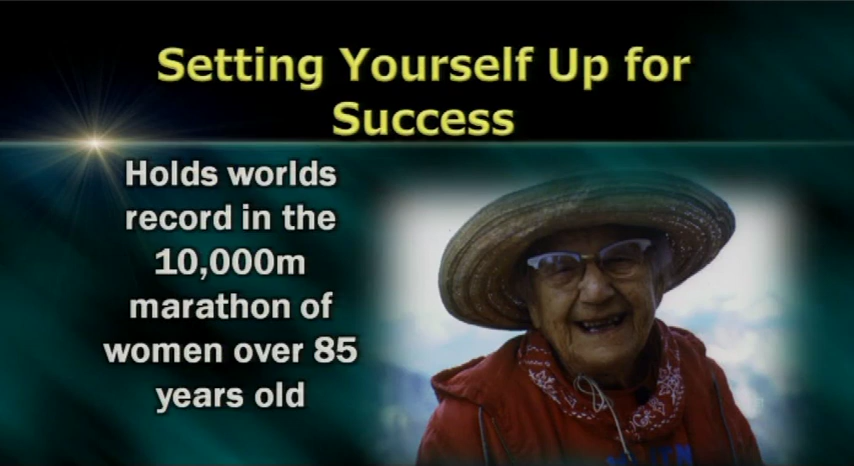 Setting Yourself Up for
Success
Holds worlds
record in the
10,000m
marathon of
women over 85
years old